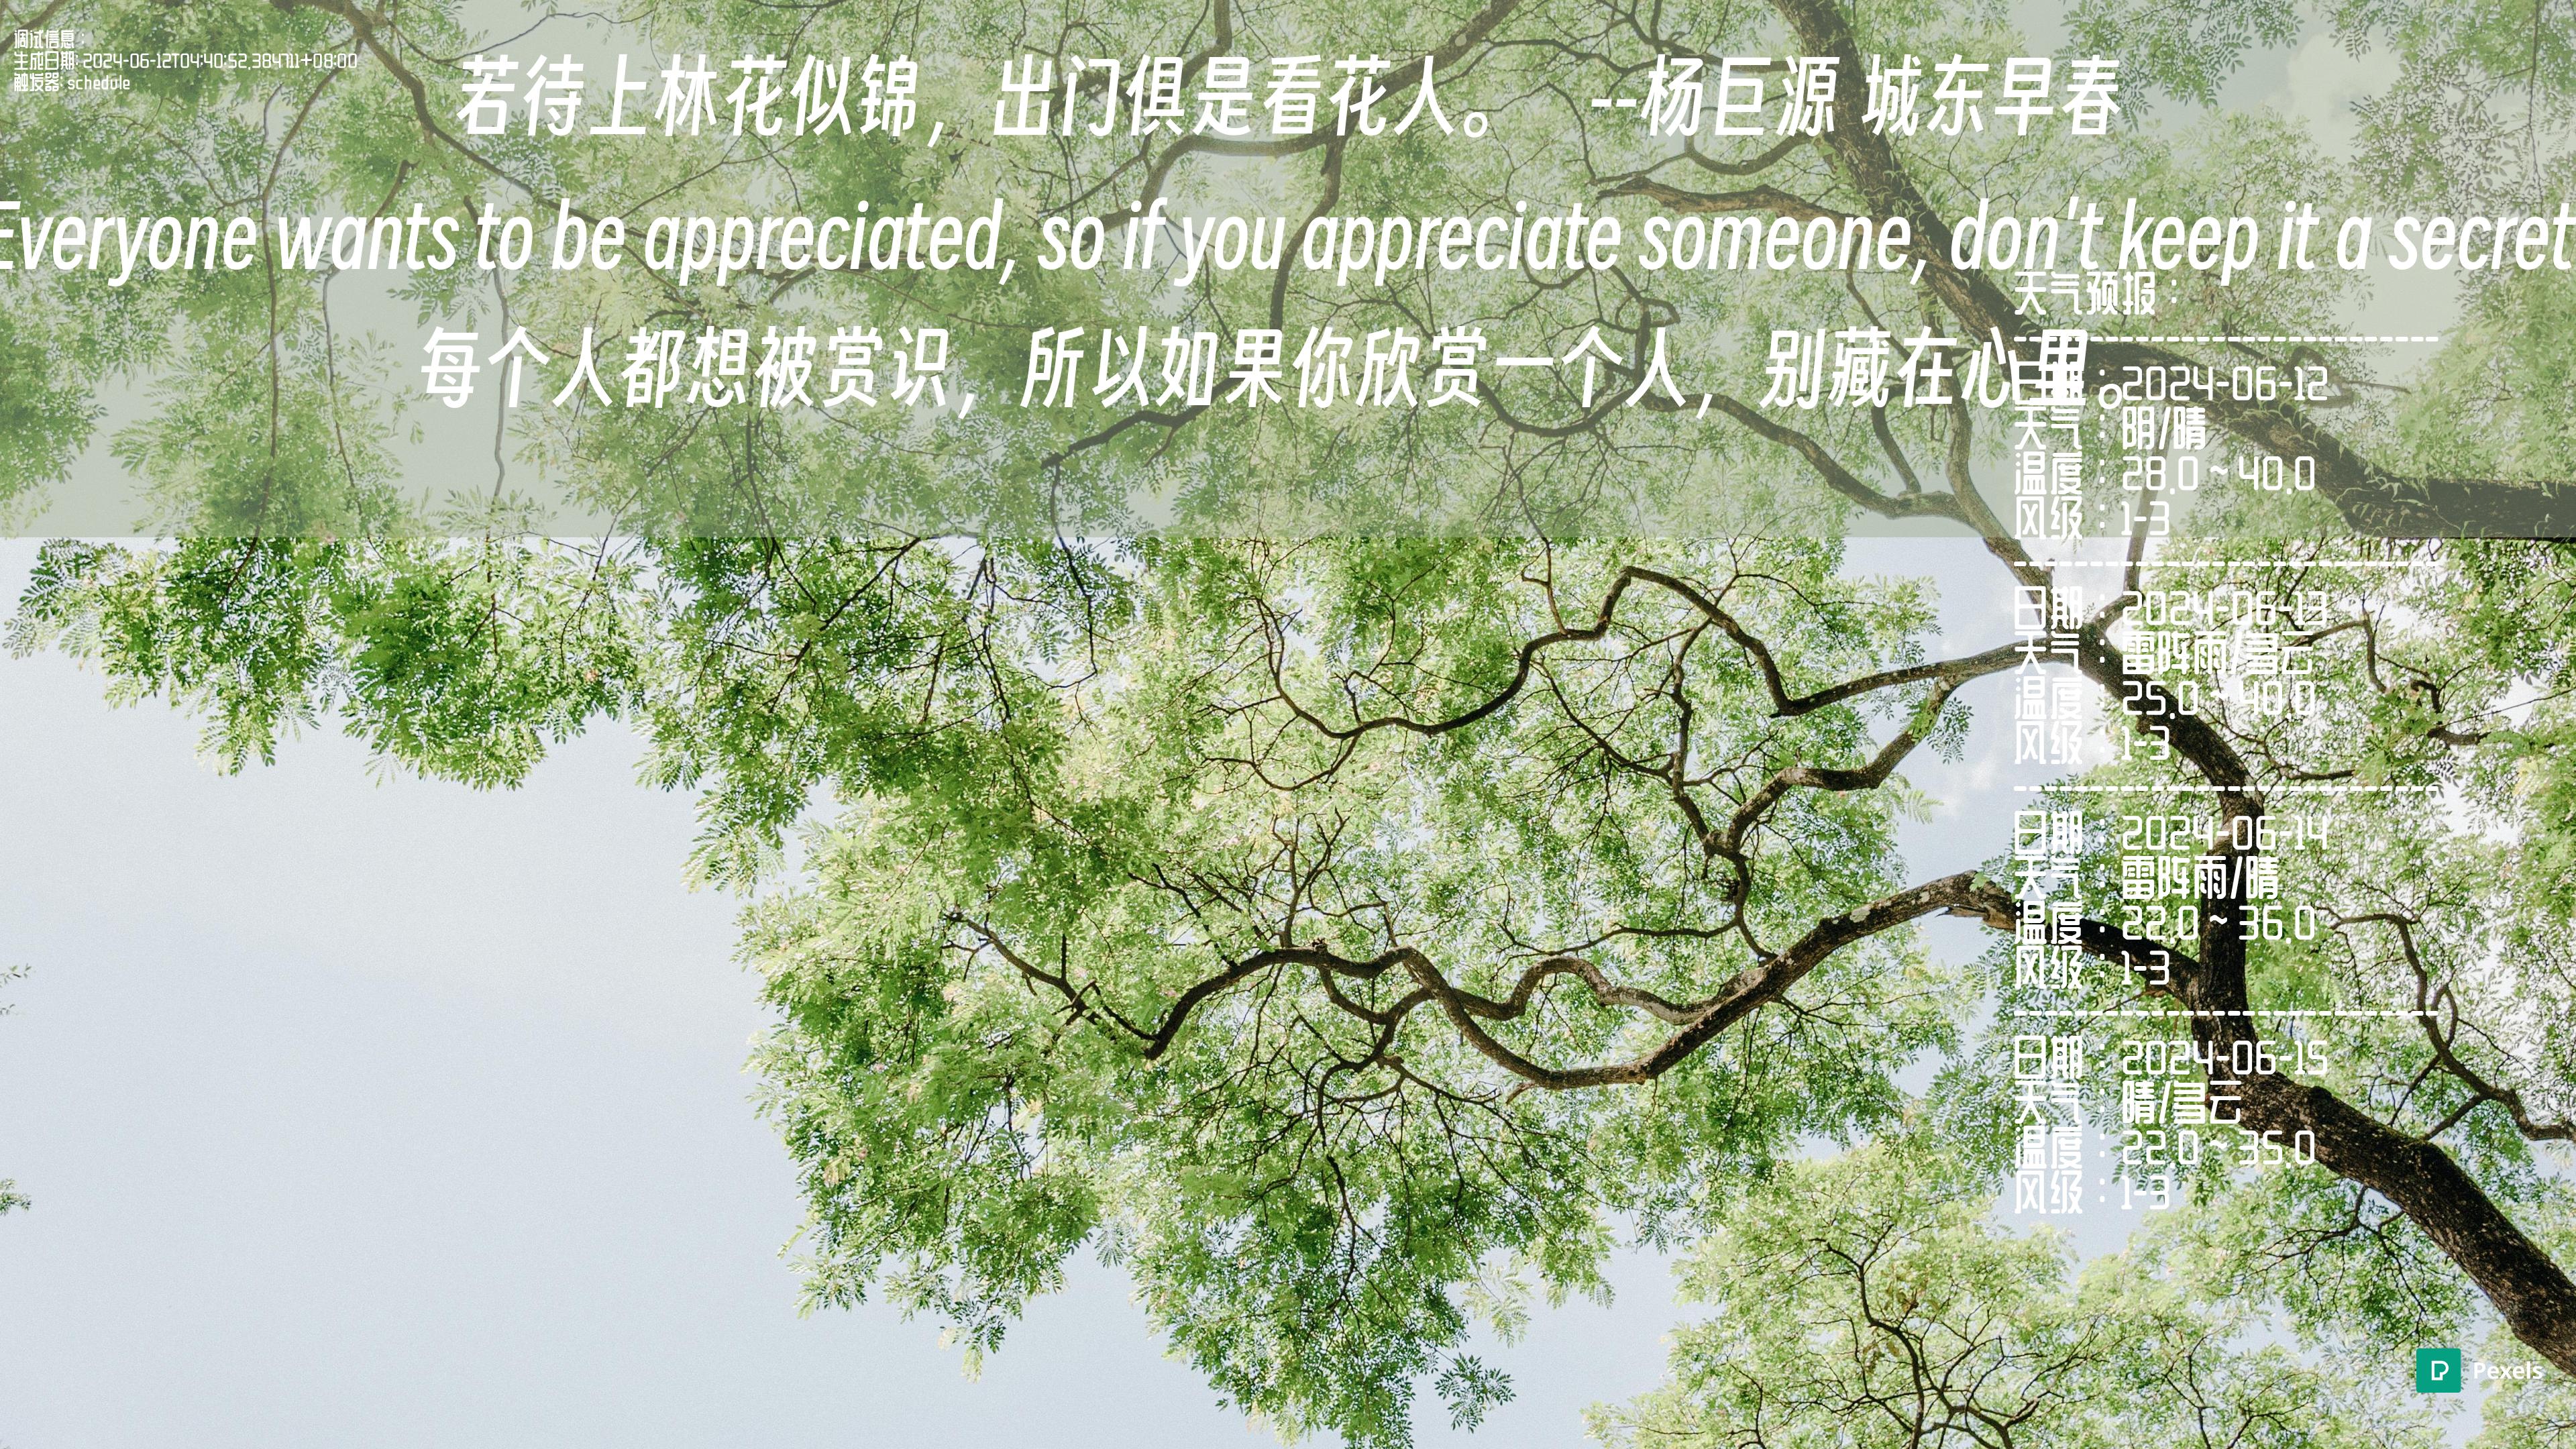 调试信息：
生成日期: 2024-06-12T04:40:52.384711+08:00
触发器: schedule
若待上林花似锦，出门俱是看花人。 --杨巨源 城东早春
Everyone wants to be appreciated, so if you appreciate someone, don't keep it a secret
每个人都想被赏识，所以如果你欣赏一个人，别藏在心里。
天气预报：
------------------------
日期：2024-06-12
天气：阴/晴
温度：28.0 ~ 40.0
风级：1-3
------------------------
日期：2024-06-13
天气：雷阵雨/多云
温度：25.0 ~ 40.0
风级：1-3
------------------------
日期：2024-06-14
天气：雷阵雨/晴
温度：22.0 ~ 36.0
风级：1-3
------------------------
日期：2024-06-15
天气：晴/多云
温度：22.0 ~ 35.0
风级：1-3
Pexels